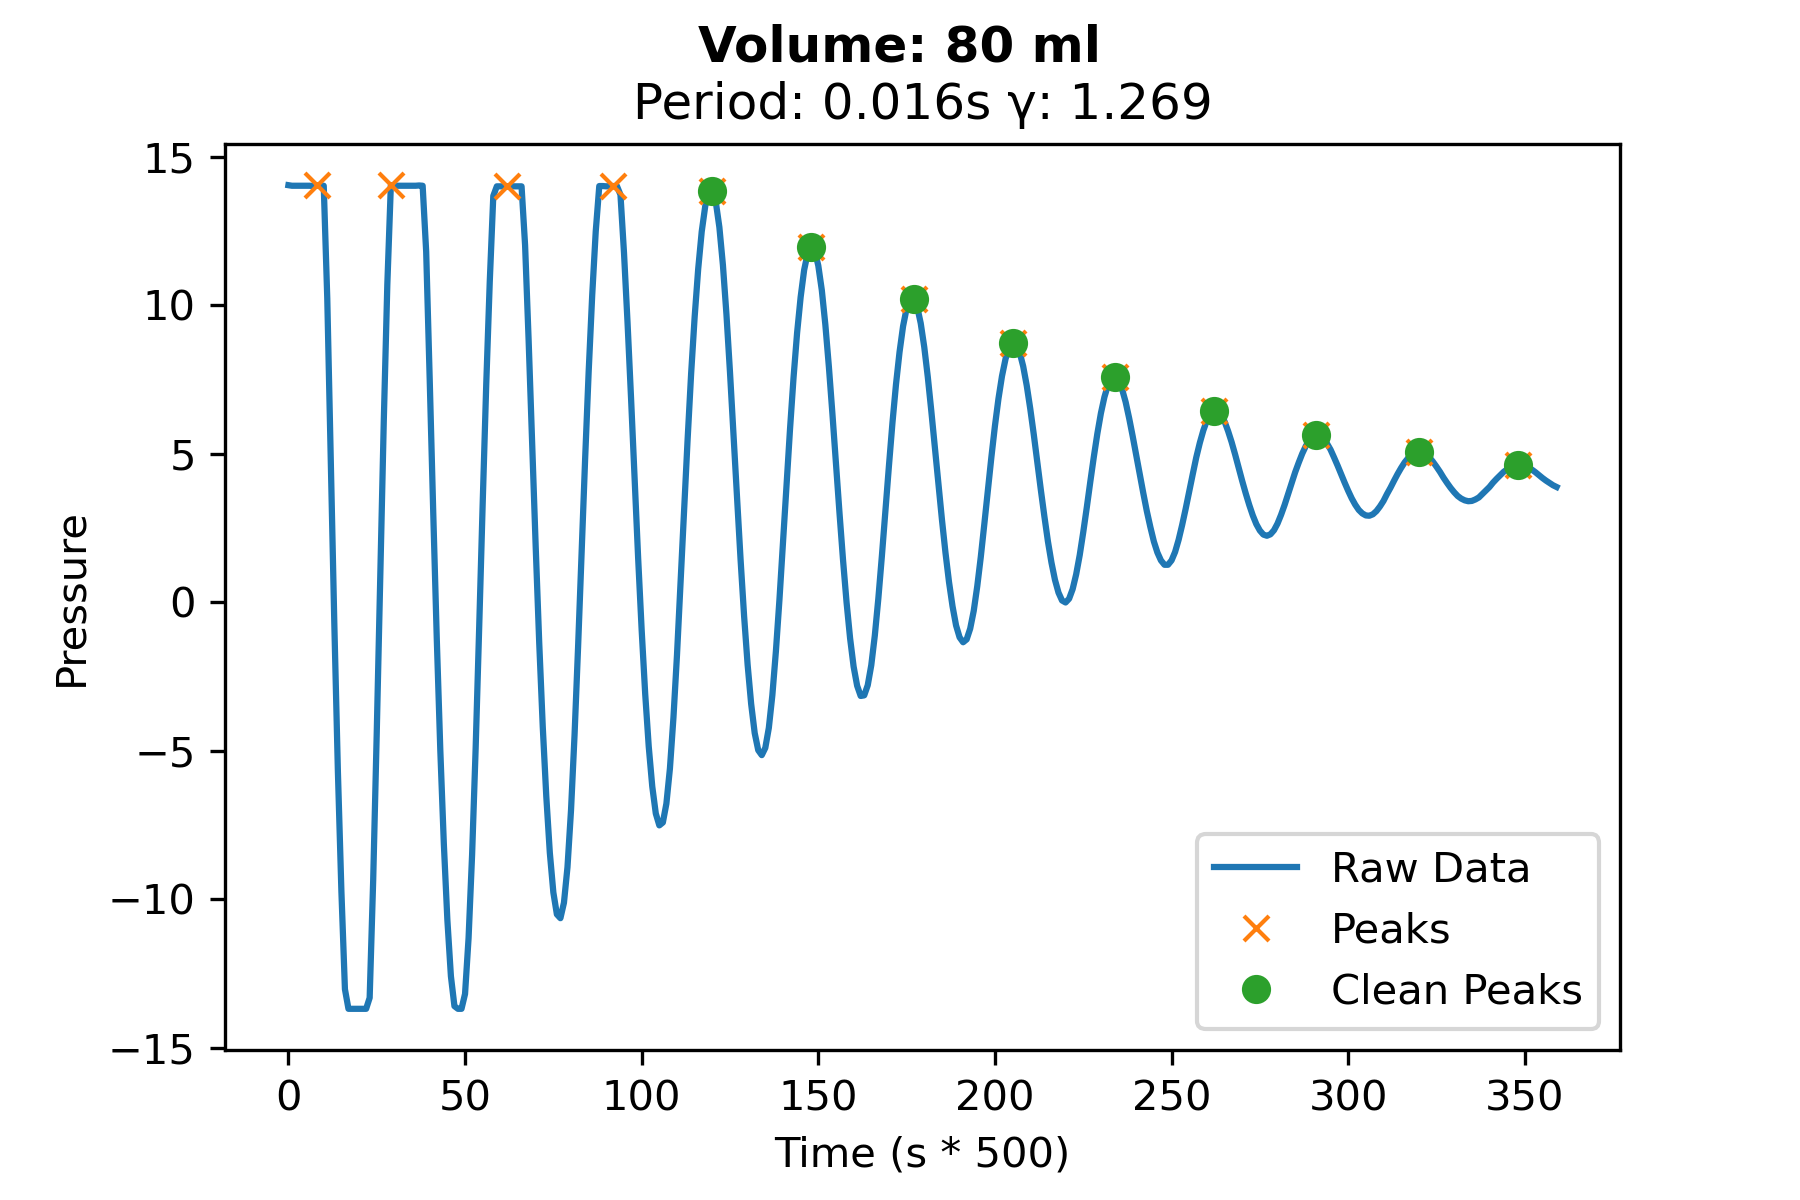 Volume: 80 ml
Period: 0.016s γ: 1.269
15
10
5
0
−5
−10
−15
Pressure
0 50 100 150 200 250 300 350
Time (s * 500)
Raw Data
Peaks
Clean Peaks